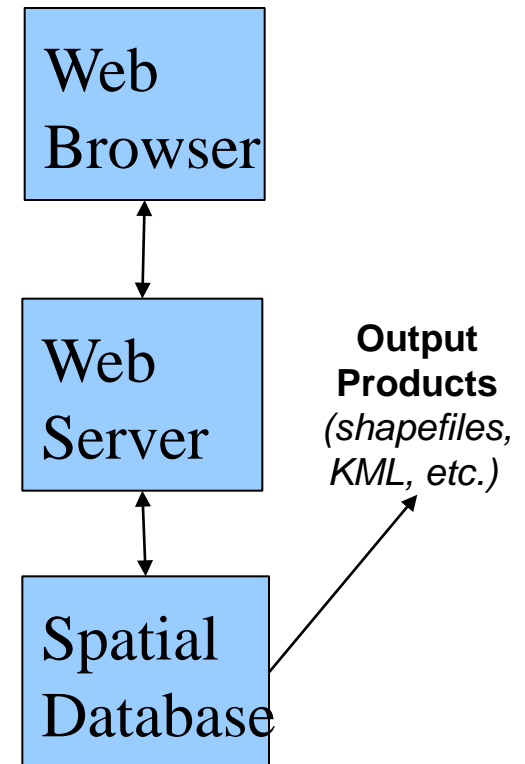 Web
Browser
Web
Server
Output
Products
(shapefiles,
KML, etc.)
Spatial
Database